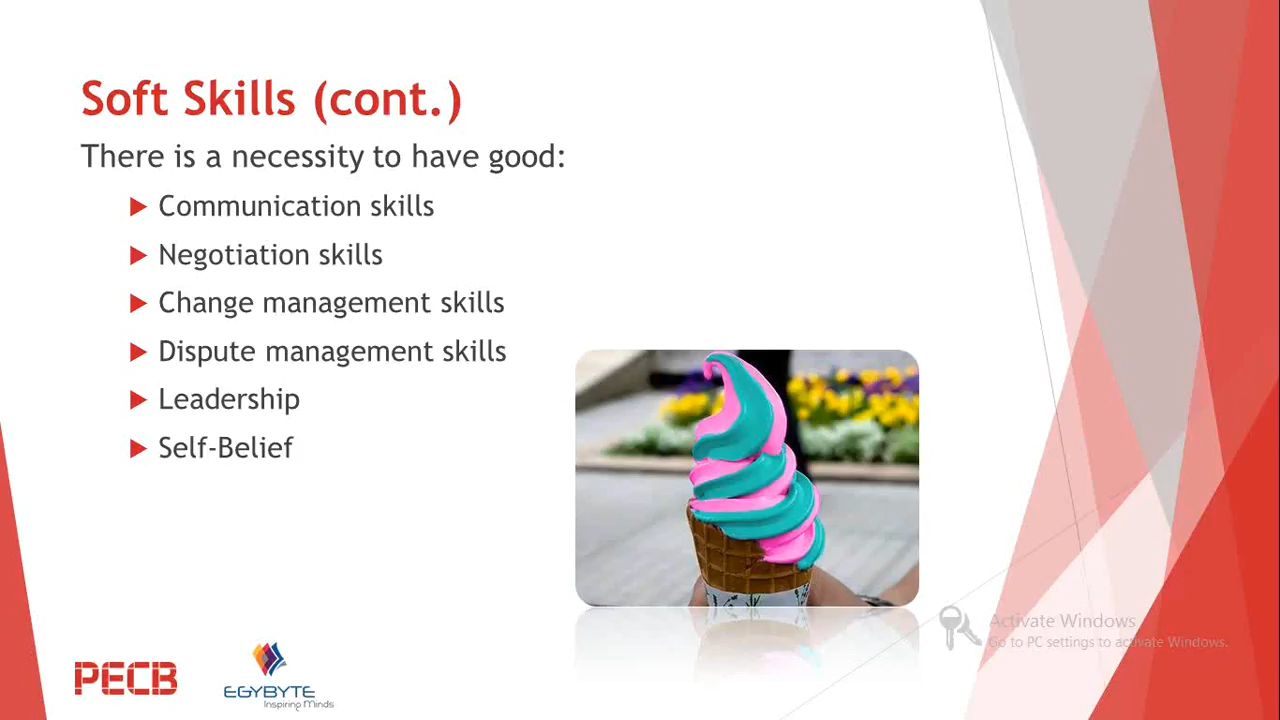 Soft Skills (cont.)
There is a necessity to have good:
Communication skills
Negotiation skills
Change management skills
Dispute management skills
Leadership
Self-Belief
Activate Windows
Go to PC settings to activate Windows.
PECB
EGYBYTE
Inspiring Minds